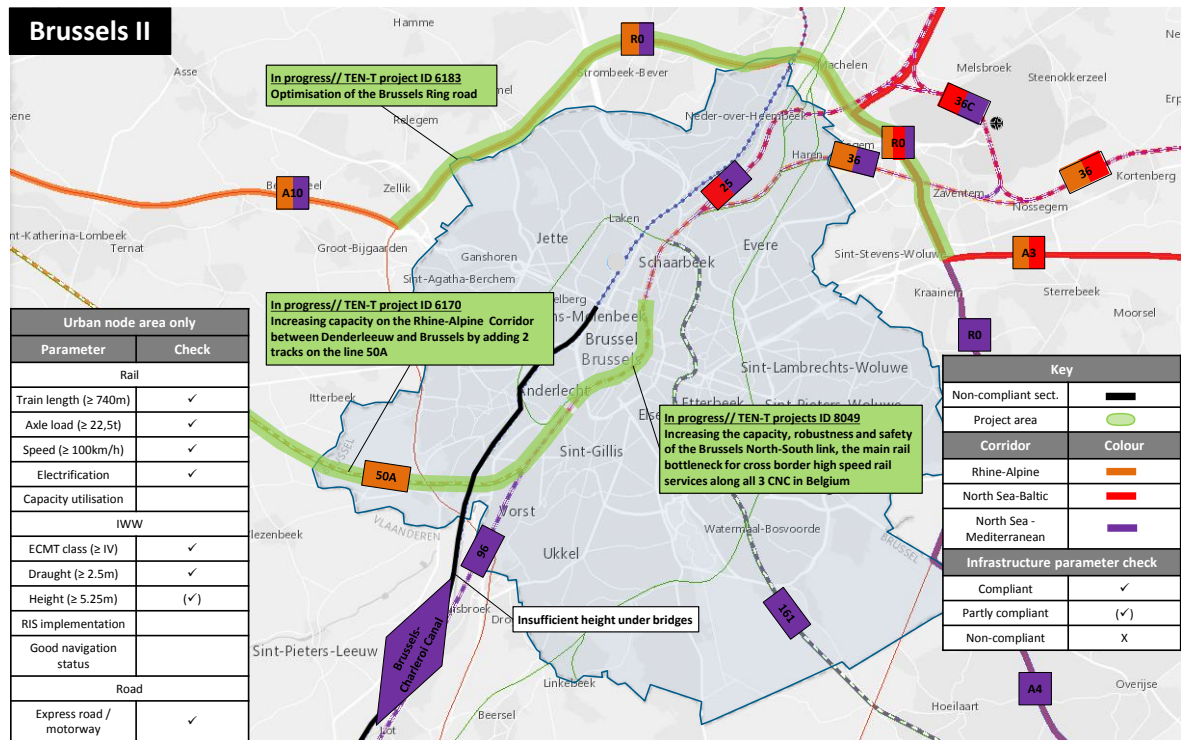 Brussels II
Hamme
Asse
Strombeek-Bever
Machelen
Melsbroek
Steenokkerzeel
R0
36C
In progress// TEN-T project ID 6183
Optimisation of the Brussels Ring road
Relegem
Neder-over-Heembeek
Haren
R0
36
36
Kortenberg
25
Zaventem
Nossegem
Zellik
A10
Laken
Ternat
Groot-Bijgaarden
Jette
Evere
Ganshoren
Schaarbeek
Sint-Agatha-Berchem
Sint-Stevens-Woluwe
A3
Kraainem
Sterrebeek
Moorsel
R0
In progress// TEN-T project ID 6170
Increasing capacity on the Rhine-Alpine Corridor
between Denderleeuw and Brussels by adding 2
tracks on the line 50A
Brussel
Brussels
Sint-Lambrechts-Woluwe
Anderlecht
Itterbeek
Etterbeek
Sint-Pieters-Woluwe
In progress// TEN-T projects ID 8049
Increasing the capacity, robustness and safety
of the Brussels North-South link, the main rail
bottleneck for cross border high speed rail
services along all 3 CNC in Belgium
Sint-Gillis
50A
Vorst
VLAANDEREN
Watermaal-Bosvoorde
BRUSSEL
Ukkel
96
161
Insufficient height under bridges
Brussels-
Charleroi Canal
Sint-Pieters-Leeuw
Linkebeek
Beersel
Lot
Hoeilaart
Overijse
A4
Urban node area only
Parameter Check
Rail
Train length (≥ 740m) ✓
Axle load (≥ 22,5t) ✓
Speed (≥ 100km/h) ✓
Electrification ✓
Capacity utilisation
IWW
ECMT class (≥ IV) ✓
Draught (≥ 2.5m) ✓
Height (≥ 5.25m) (✓)
RIS implementation
Good navigation
status
Road
Express road /
motorway ✓
Key
Non-compliant sect.
Project area
Corridor Colour
Rhine-Alpine
North Sea-Baltic
North Sea -
Mediterranean
Infrastructure parameter check
Compliant ✓
Partly compliant (✓)
Non-compliant X